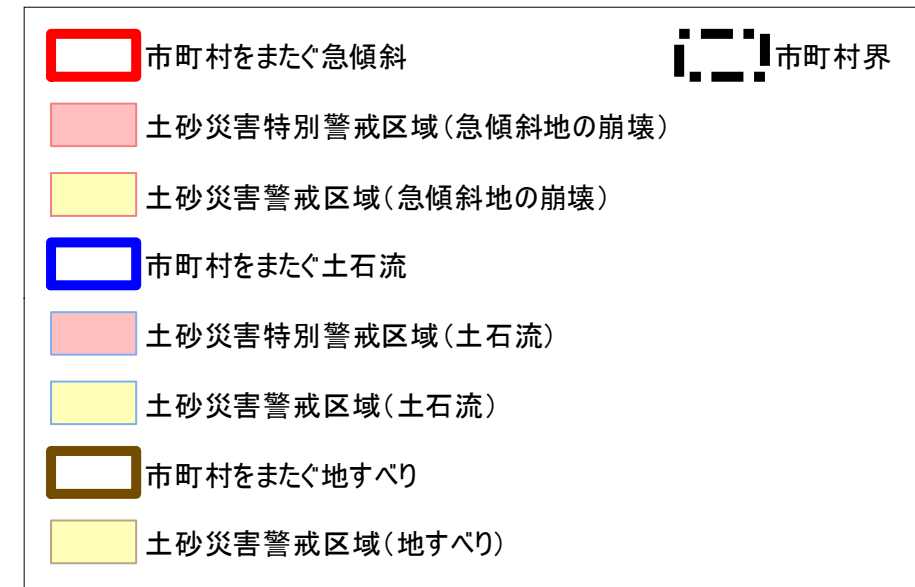 市町村をまたぐ急傾斜
市町村界
土砂災害特別警戒区域(急傾斜地の崩壊)
土砂災害警戒区域(急傾斜地の崩壊)
市町村をまたぐ土石流
土砂災害特別警戒区域(土石流)
土砂災害警戒区域(土石流)
市町村をまたぐ地すべり
土砂災害警戒区域(地すべり)